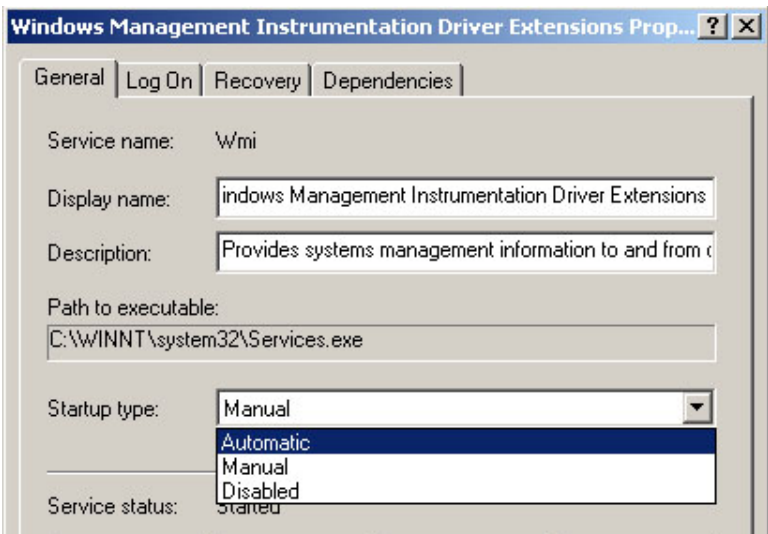 Windows Management Instrumentation Driver Extensions Prop... ? X
General Log On Recovery Dependencies
Service name: Wmi
Display name: indows Management Instrumentation Driver Extensions
Description: Provides systems management information to and from
Path to executable:
C:\WINNT\system32\Services.exe
Startup type: Manual
Automatic
Manual
Disabled
Service status: Started